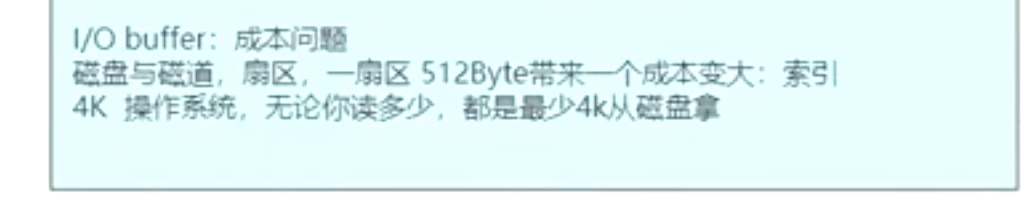 I/O buffer：成本问题
磁盘与磁道，扇区，一扇区 512Byte带来一个成本变大：索引
4K  操作系统，无论你读多少，都是最少4k从磁盘拿